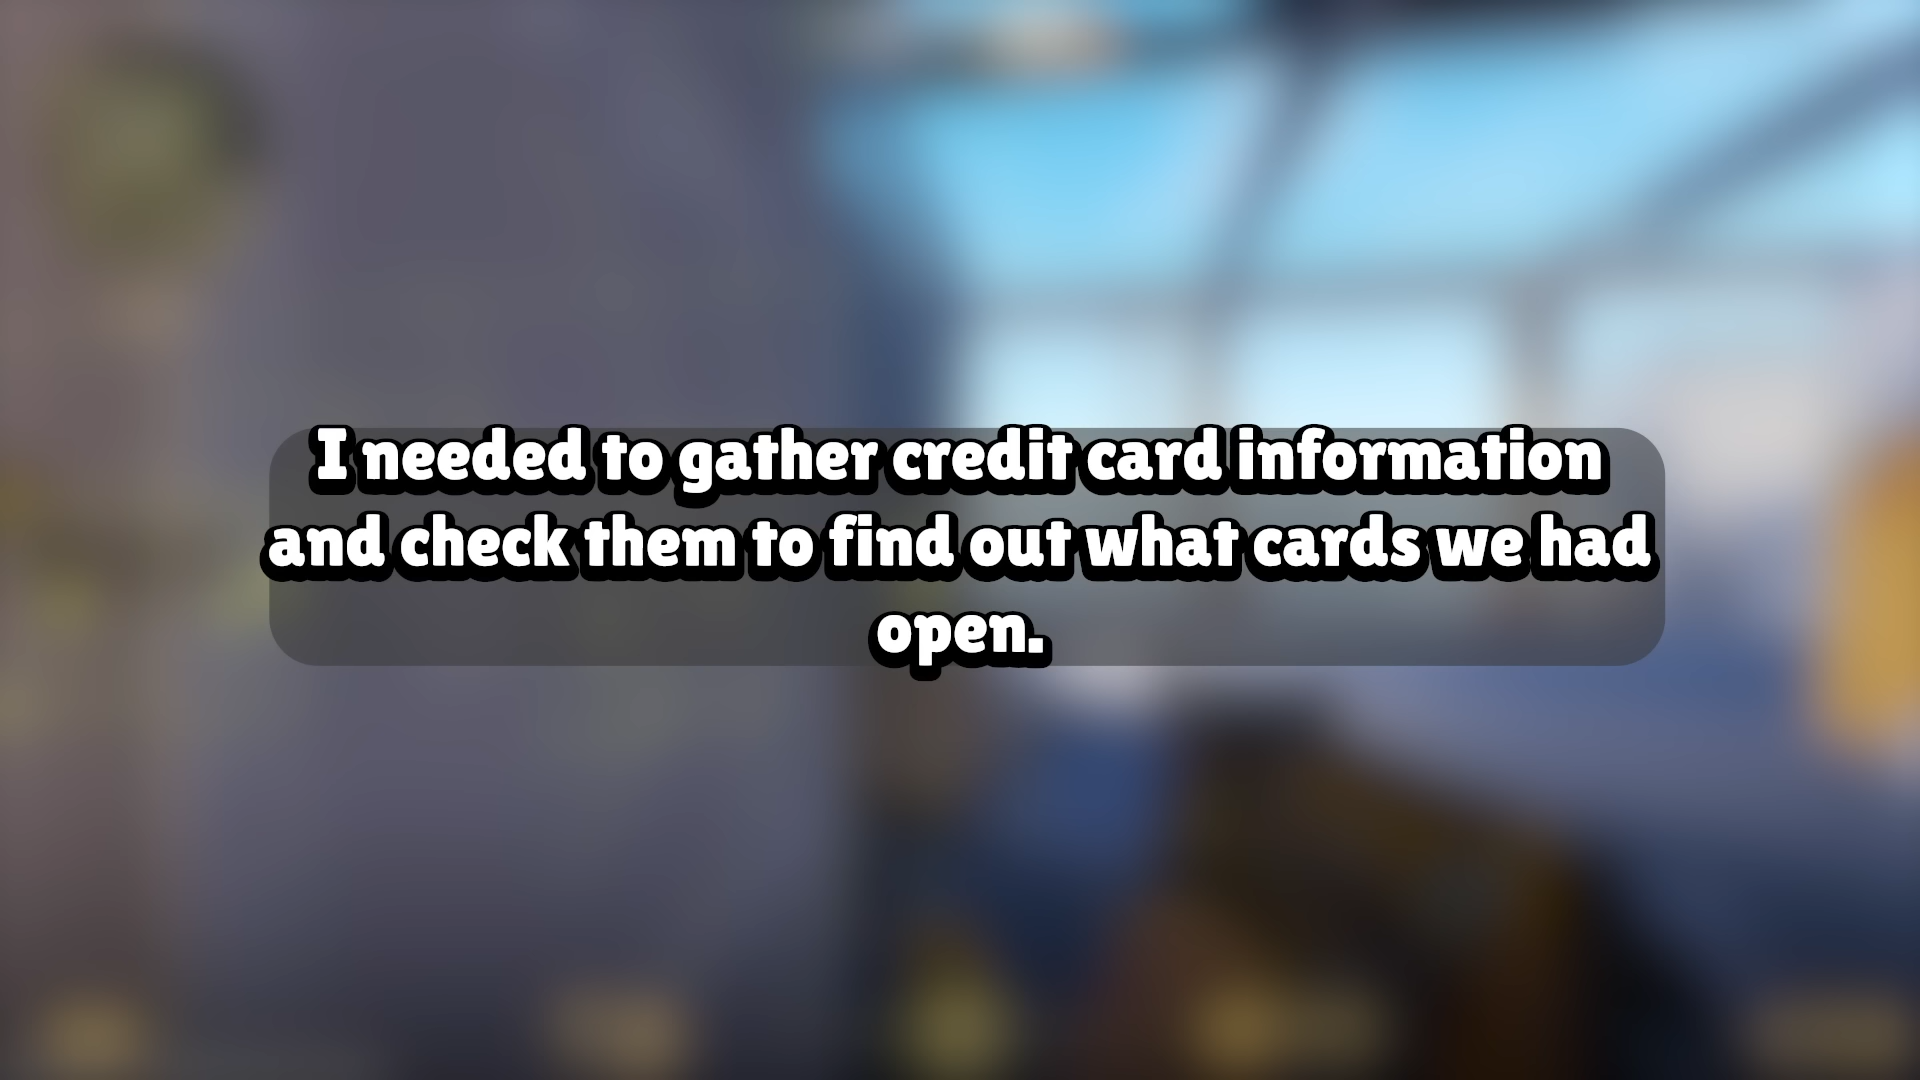 I needed to gather credit card information
and check them to find out what cards we had
open.